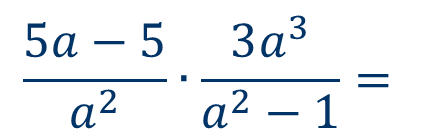 (5a − 5)/a² · 3a³/(a² − 1) =